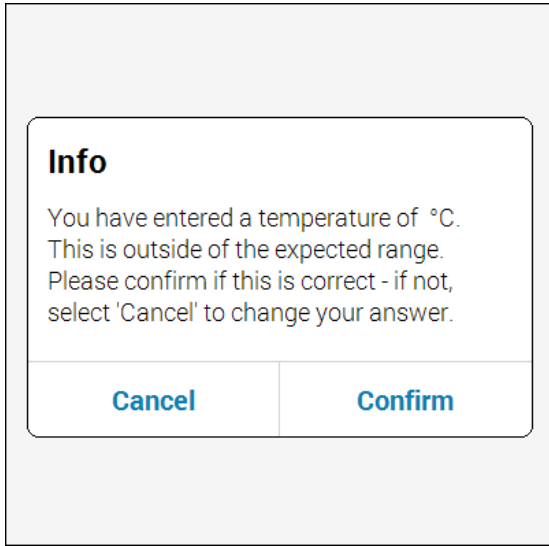 Info
You have entered a temperature of  °C.
This is outside of the expected range.
Please confirm if this is correct - if not,
select 'Cancel' to change your answer.
Cancel
Confirm